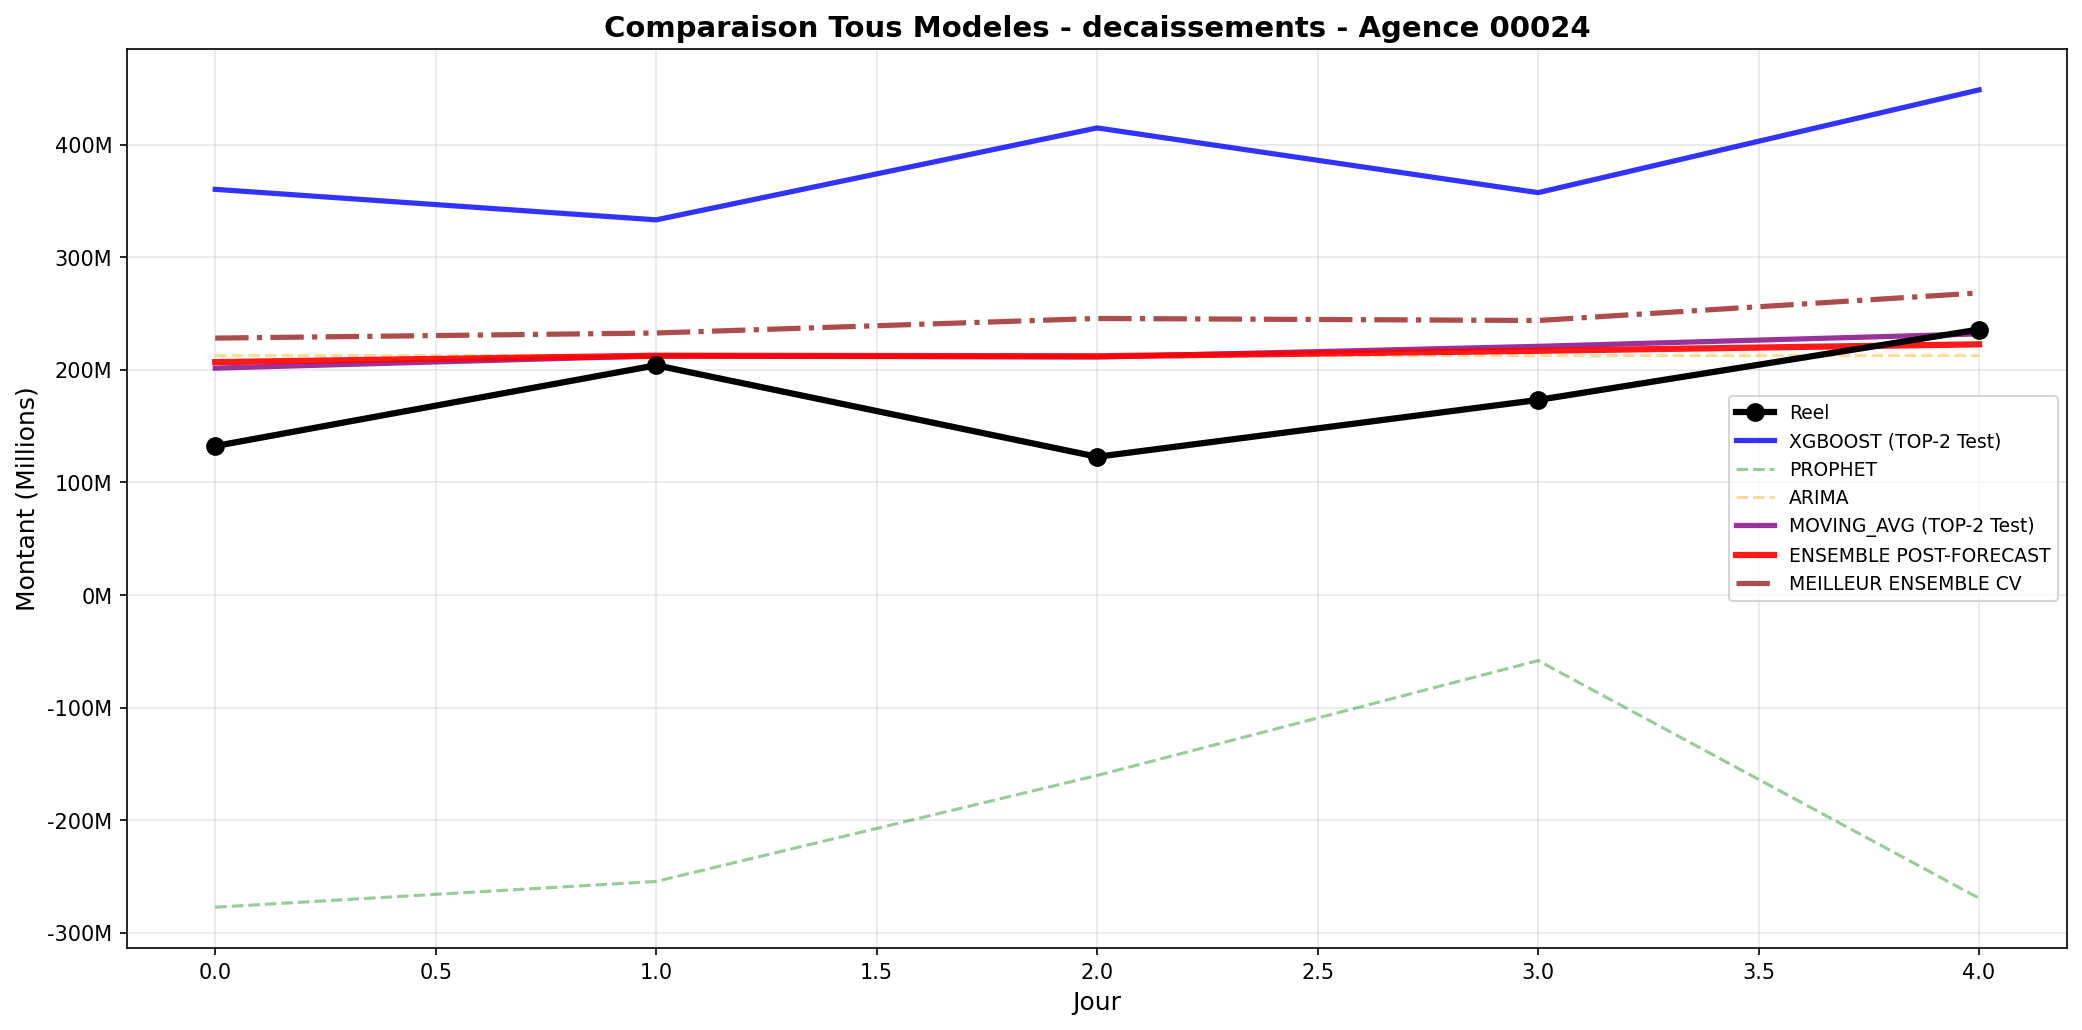 Comparaison Tous Modeles - decaissements - Agence 00024
Montant (Millions)
400M
300M
200M
100M
0M
-100M
-200M
-300M
Reel
XGBOOST (TOP-2 Test)
PROPHET
ARIMA
MOVING_AVG (TOP-2 Test)
ENSEMBLE POST-FORECAST
MEILLEUR ENSEMBLE CV
0.0 0.5 1.0 1.5 2.0 2.5 3.0 3.5 4.0
Jour